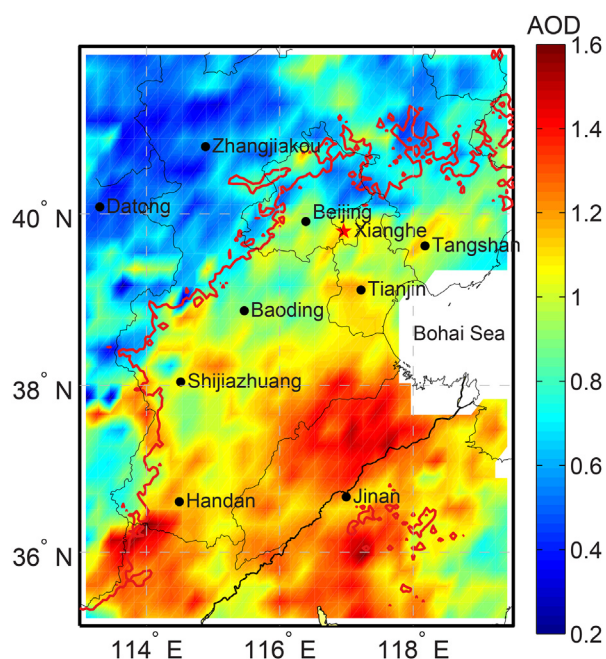 AOD
1.6
1.4
1.2
1
0.8
0.6
0.4
0.2
40° N
38° N
36° N
Zhangjiakou
Datong
Beijing
Xianghe
Tangshan
Tianjin
Baoding
Bohai Sea
Shijiazhuang
Handan
Jinan
114° E
116° E
118° E